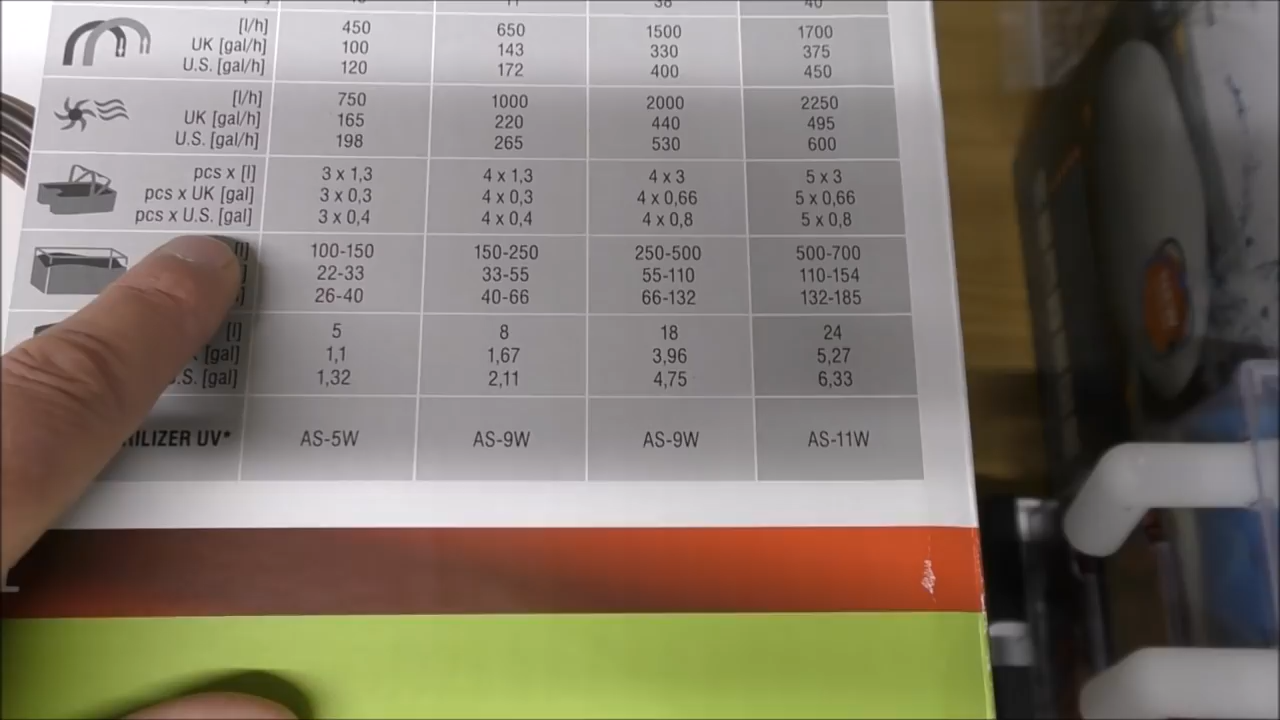 38 40
[l/h] 450 650 1500 1700
UK [gal/h] 100 143 330 375
U.S. [gal/h] 120 172 400 450
[l/h] 750 1000 2000 2250
UK [gal/h] 165 220 440 495
U.S. [gal/h] 198 265 530 600
pcs x [l] 3 x 1,3 4 x 1,3 4 x 3 5 x 3
pcs x UK [gal] 3 x 0,3 4 x 0,3 4 x 0,66 5 x 0,66
pcs x U.S. [gal] 3 x 0,4 4 x 0,4 4 x 0,8 5 x 0,8
[l] 100-150 150-250 250-500 500-700
22-33 33-55 55-110 110-154
26-40 40-66 66-132 132-185
[l] 5 8 18 24
[gal] 1,1 1,67 3,96 5,27
.S. [gal] 1,32 2,11 4,75 6,33
RILIZER UV* AS-5W AS-9W AS-9W AS-11W